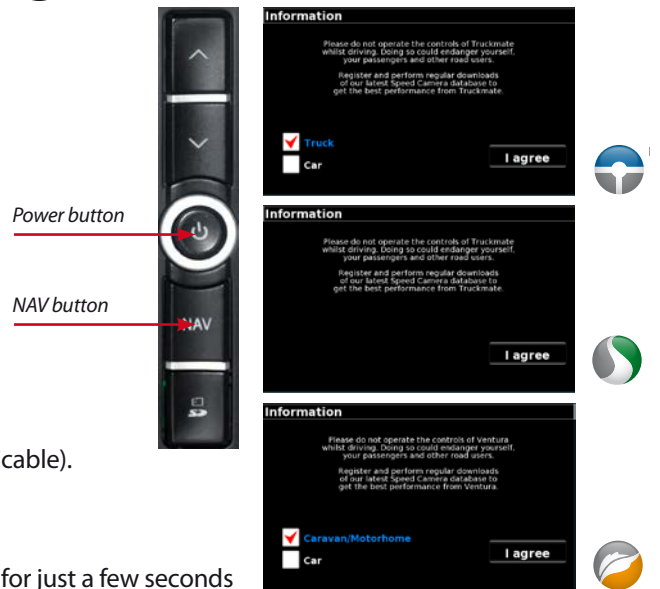 Power button
NAV button
NAV
SD
cable).
for just a few seconds
Information
Please do not operate the controls of Truckmate
whilst driving. Doing so could endanger yourself,
your passengers and other road users.
Register and perform regular downloads
of our latest Speed Camera database to
get the best performance from Truckmate.
Truck
Car
I agree
Information
Please do not operate the controls of Truckmate
whilst driving. Doing so could endanger yourself,
your passengers and other road users.
Register and perform regular downloads
of our latest Speed Camera database to
get the best performance from Truckmate.
I agree
Information
Please do not operate the controls of Ventura
whilst driving. Doing so could endanger yourself,
your passengers and other road users.
Register and perform regular downloads
of our latest Speed Camera database to
get the best performance from Ventura.
Caravan/Motorhome
Car
I agree